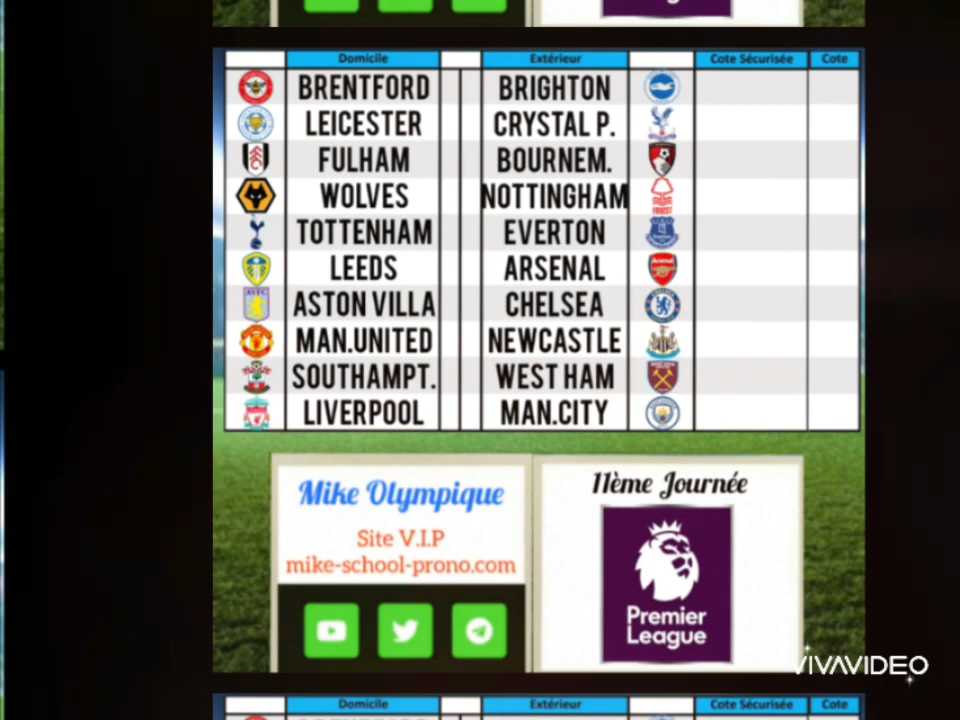 Domicile Extérieur Cote Sécurisée Cote
BRENTFORD BRIGHTON
LEICESTER CRYSTAL P.
FULHAM BOURNEM.
WOLVES NOTTINGHAM
TOTTENHAM EVERTON
LEEDS ARSENAL
ASTON VILLA CHELSEA
MAN.UNITED NEWCASTLE
SOUTHAMPT. WEST HAM
LIVERPOOL MAN.CITY
Mike Olympique
Site V.I.P
mike-school-prono.com
11ème Journée
Premier
League
VIVAVIDEO
Domicile Extérieur Cote Sécurisée Cote